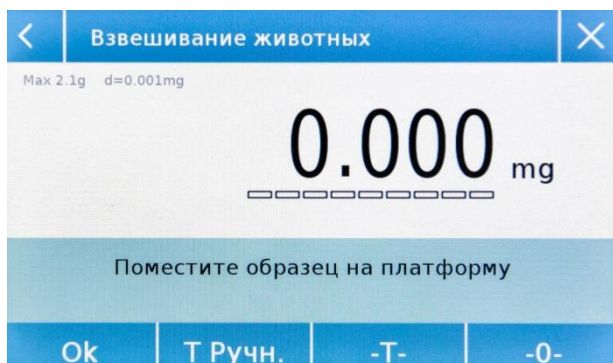 Взвешивание животных
Max 2.1g d=0.001mg
0.000 mg
Поместите образец на платформу
Ok Т Ручн. -T- -0-